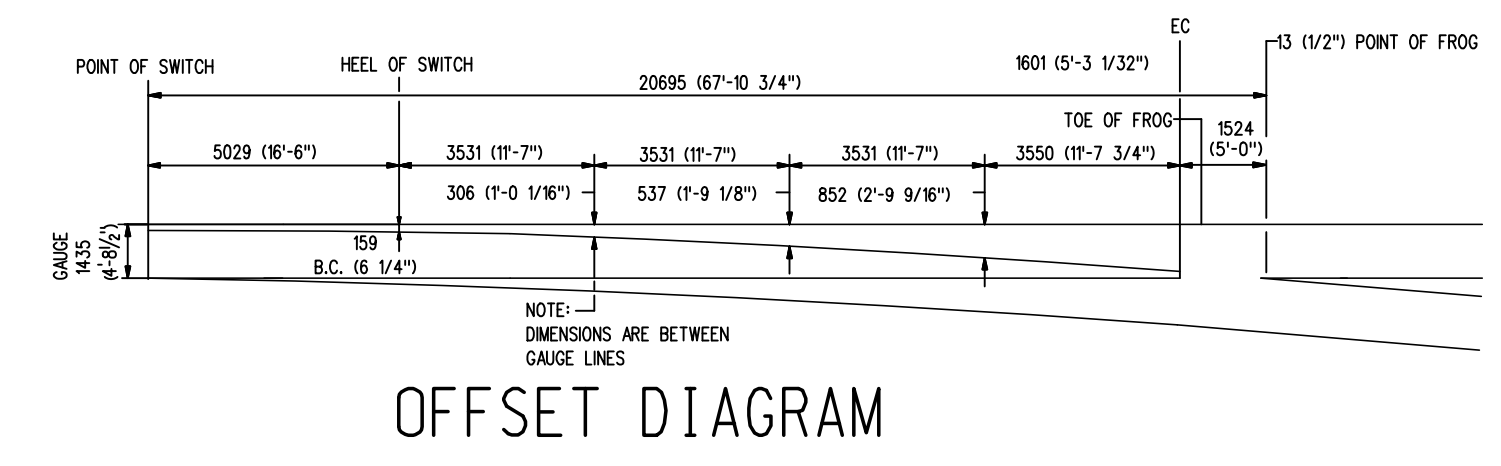 EC
13 (1/2") POINT OF FROG
POINT OF SWITCH
HEEL OF SWITCH
1601 (5'-3 1/32")
20695 (67'-10 3/4")
TOE OF FROG
1524
(5'-0")
5029 (16'-6")
3531 (11'-7")
3531 (11'-7")
3531 (11'-7")
3550 (11'-7 3/4")
306 (1'-0 1/16")
537 (1'-9 1/8")
852 (2'-9 9/16")
GAUGE
1435
(4'-8½")
159
B.C. (6 1/4")
NOTE:
DIMENSIONS ARE BETWEEN
GAUGE LINES
OFFSET DIAGRAM